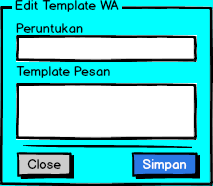 Edit Template WA
Peruntukan
Template Pesan
Close
Simpan